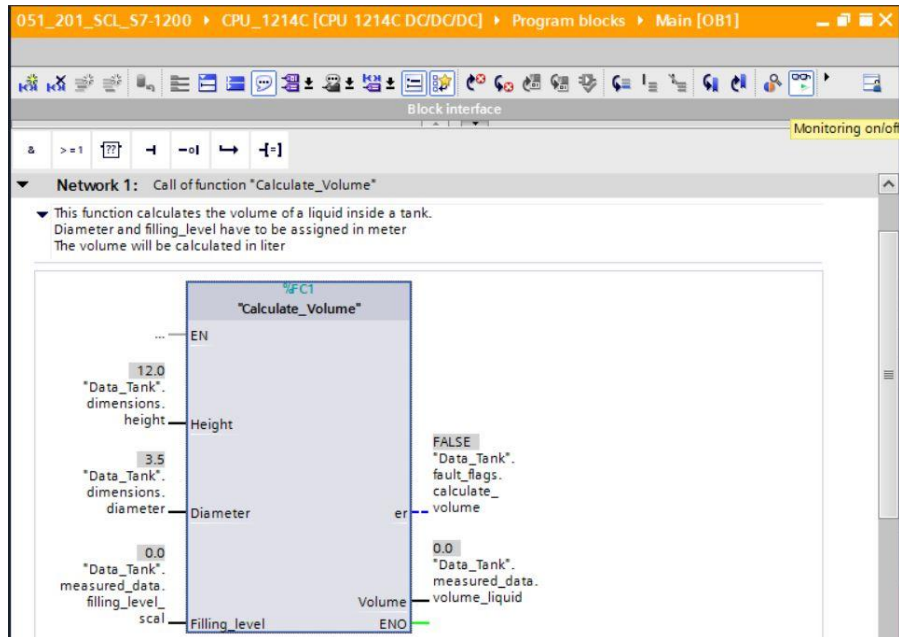 051_201_SCL_S7-1200 ▸ CPU_1214C [CPU 1214C DC/DC/DC] ▸ Program blocks ▸ Main [OB1]
Block interface
Monitoring on/off
& >=1 ??
Network 1: Call of function "Calculate_Volume"
This function calculates the volume of a liquid inside a tank.
Diameter and filling_level have to be assigned in meter
The volume will be calculated in liter
%FC1
"Calculate_Volume"
... EN
12.0
"Data_Tank".
dimensions.
height
Height
3.5
"Data_Tank".
dimensions.
diameter
Diameter
0.0
"Data_Tank".
measured_data.
filling_level_
scal
Filling_level
FALSE
"Data_Tank".
fault_flags.
calculate_
volume
er
0.0
"Data_Tank".
measured_data.
volume_liquid
Volume
ENO